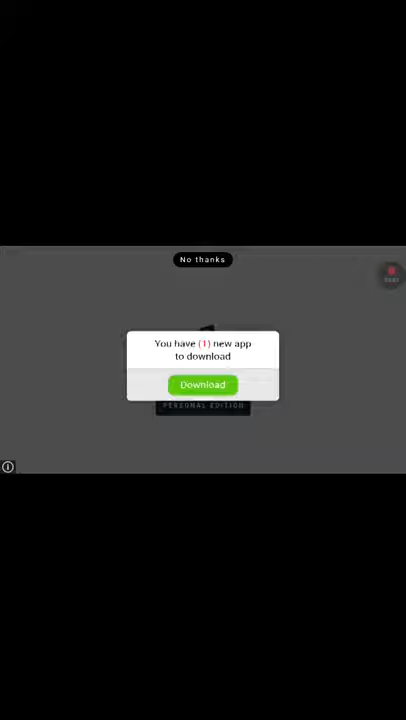 No thanks
You have (1) new app
to download
Download
PERSONAL EDITION